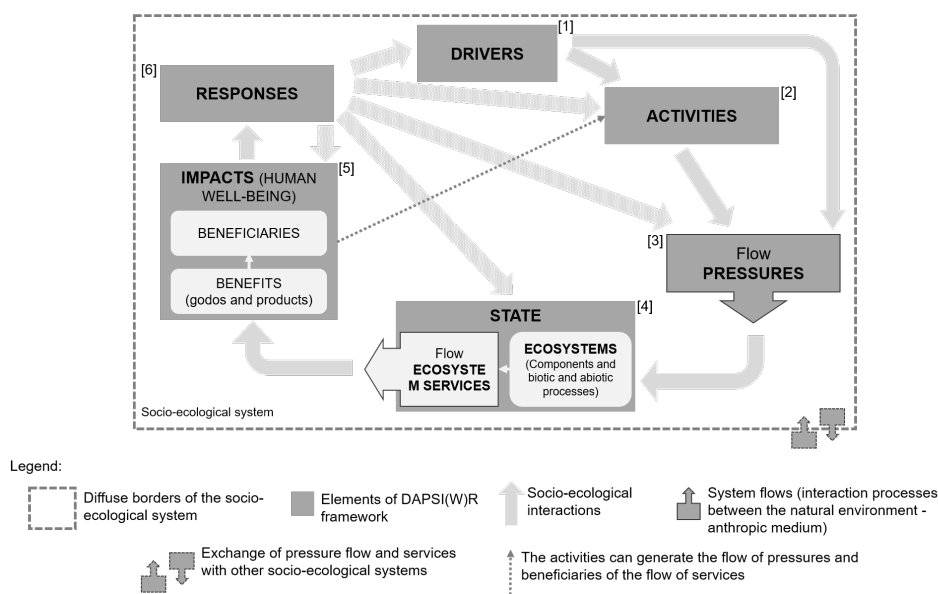 [1]
DRIVERS
[6]
RESPONSES
[2]
ACTIVITIES
[5]
IMPACTS (HUMAN
WELL-BEING)
BENEFICIARIES
BENEFITS
(godos and products)
[3]
Flow
PRESSURES
[4]
STATE
Flow
ECOSYSTE
M SERVICES
ECOSYSTEMS
(Components and
biotic and abiotic
processes)
Socio-ecological system
Legend:
Diffuse borders of the socio-
ecological system
Elements of DAPSI(W)R
framework
Socio-ecological
interactions
System flows (interaction processes
between the natural environment -
anthropic medium)
Exchange of pressure flow and services
with other socio-ecological systems
The activities can generate the flow of pressures and
beneficiaries of the flow of services